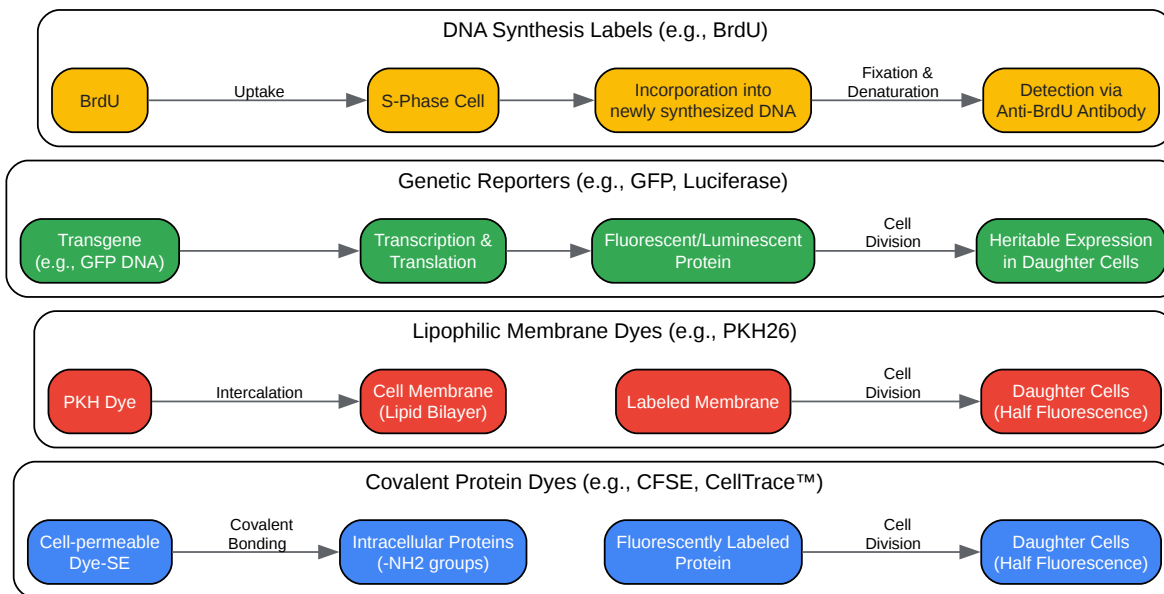 DNA Synthesis Labels (e.g., BrdU)
BrdU
Uptake
S-Phase Cell
Incorporation into
newly synthesized DNA
Fixation &
Denaturation
Detection via
Anti-BrdU Antibody
Genetic Reporters (e.g., GFP, Luciferase)
Transgene
(e.g., GFP DNA)
Transcription &
Translation
Fluorescent/Luminescent
Protein
Cell
Division
Heritable Expression
in Daughter Cells
Lipophilic Membrane Dyes (e.g., PKH26)
PKH Dye
Intercalation
Cell Membrane
(Lipid Bilayer)
Labeled Membrane
Cell
Division
Daughter Cells
(Half Fluorescence)
Covalent Protein Dyes (e.g., CFSE, CellTrace™)
Cell-permeable
Dye-SE
Covalent
Bonding
Intracellular Proteins
(-NH2 groups)
Fluorescently Labeled
Protein
Cell
Division
Daughter Cells
(Half Fluorescence)